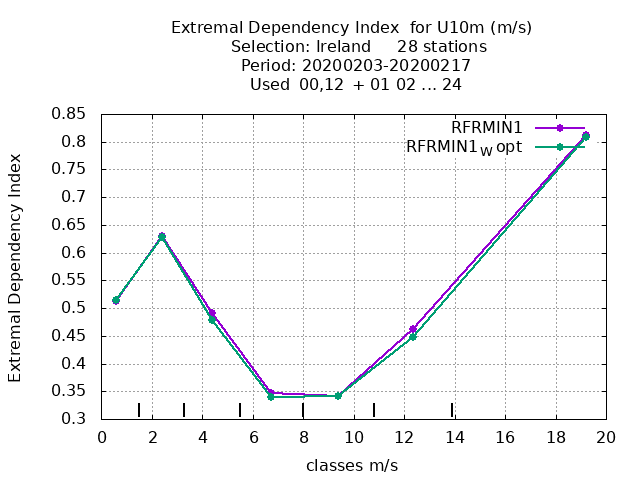 Extremal Dependency Index for U10m (m/s)
Selection: Ireland 28 stations
Period: 20200203-20200217
Used 00,12 + 01 02 ... 24
RFRMIN1
RFRMIN1W opt
Extremal Dependency Index
0.85
0.8
0.75
0.7
0.65
0.6
0.55
0.5
0.45
0.4
0.35
0.3
0 2 4 6 8 10 12 14 16 18 20
classes m/s